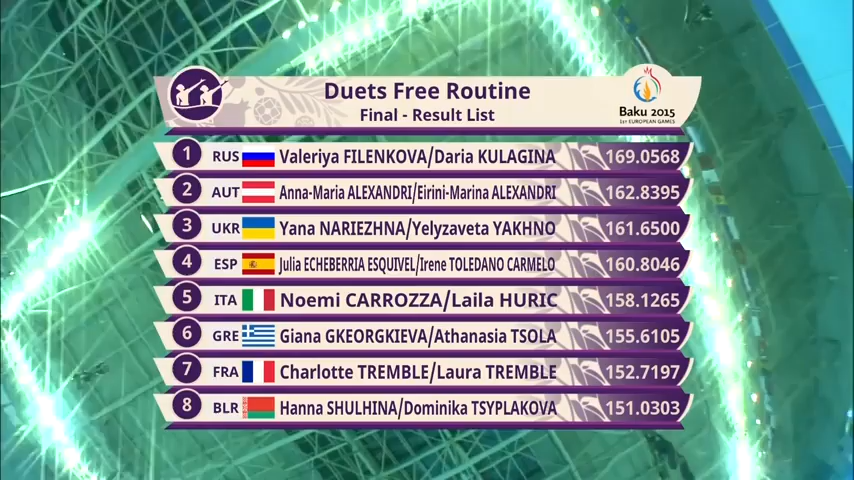 Duets Free Routine
Final - Result List
Baku 2015
1ST EUROPEAN GAMES
1 RUS Valeriya FILENKOVA/Daria KULAGINA 169.0568
2 AUT Anna-Maria ALEXANDRI/Eirini-Marina ALEXANDRI 162.8395
3 UKR Yana NARIEZHNA/Yelyzaveta YAKHNO 161.6500
4 ESP Julia ECHEBERRIA ESQUIVEL/Irene TOLEDANO CARMELO 160.8046
5 ITA Noemi CARROZZA/Laila HURIC 158.1265
6 GRE Giana GKEORGKIEVA/Athanasia TSOLA 155.6105
7 FRA Charlotte TREMBLE/Laura TREMBLE 152.7197
8 BLR Hanna SHULHINA/Dominika TSYPLAKOVA 151.0303